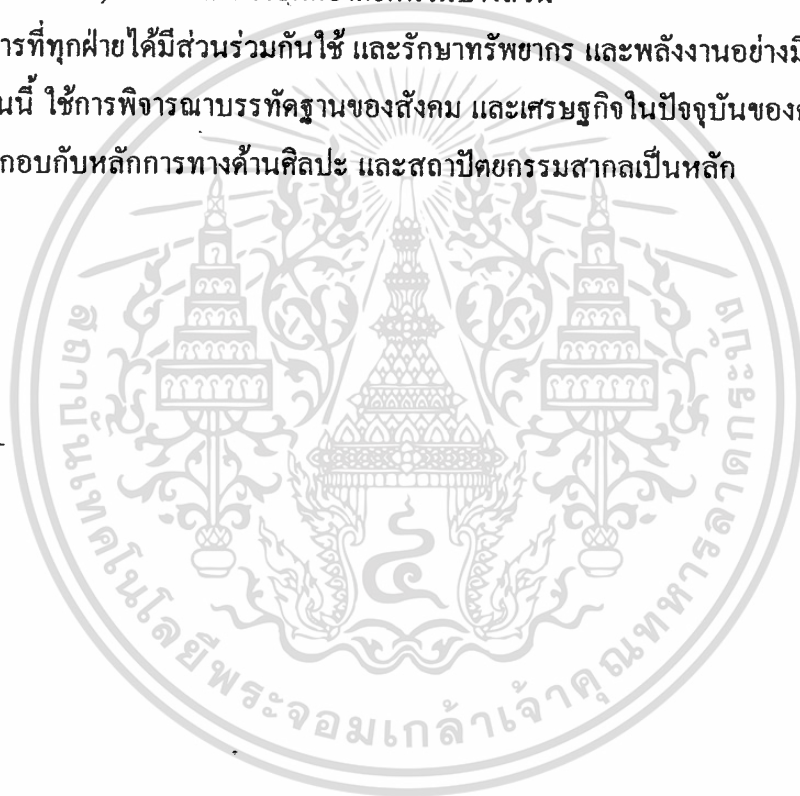 ารที่ทุกฝ่ายได้มีส่วนร่วมกันใช้ และรักษาทรัพยากร และพลังงานอย่างมี
นนี้ ใช้การพิจารณาบรรทัดฐานของสังคม และเศรษฐกิจในปัจจุบันของ
กอบกับหลักการทางด้านศิลปะ และสถาปัตยกรรมสากลเป็นหลัก
สถาบันเทคโนโลยีพระจอมเกล้าเจ้าคุณทหารลาดกระบัง
๔